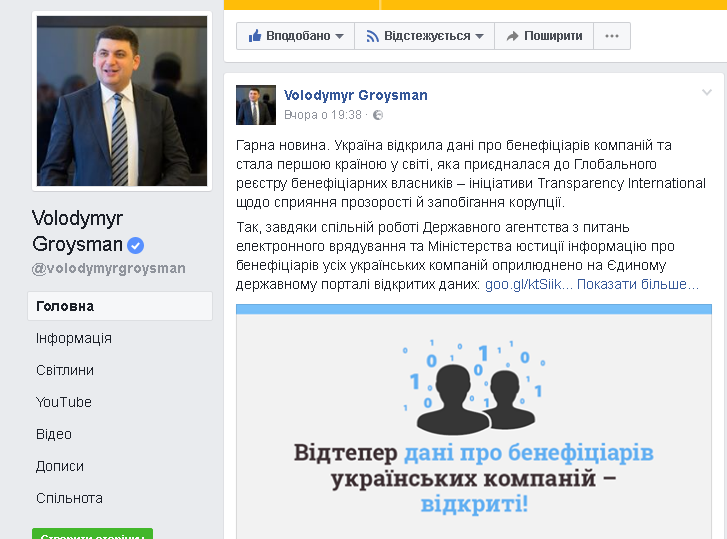 Вподобано
Відстежується
Поширити
Volodymyr Groysman
Вчора о 19:38
Гарна новина. Україна відкрила дані про бенефіціарів компаній та
стала першою країною у світі, яка приєдналася до Глобального
реєстру бенефіціарних власників – ініціативи Transparency International
щодо сприяння прозорості й запобігання корупції.
Так, завдяки спільній роботі Державного агентства з питань
електронного врядування та Міністерства юстиції інформацію про
бенефіціарів усіх українських компаній оприлюднено на Єдиному
державному порталі відкритих даних: goo.gl/ktSiik... Показати більше...
Відтепер дані про бенефіціарів
українських компаній –
відкриті!
Volodymyr
Groysman
@volodymyrgroysman
Головна
Інформація
Світлини
YouTube
Відео
Дописи
Спільнота
Створити сторінку